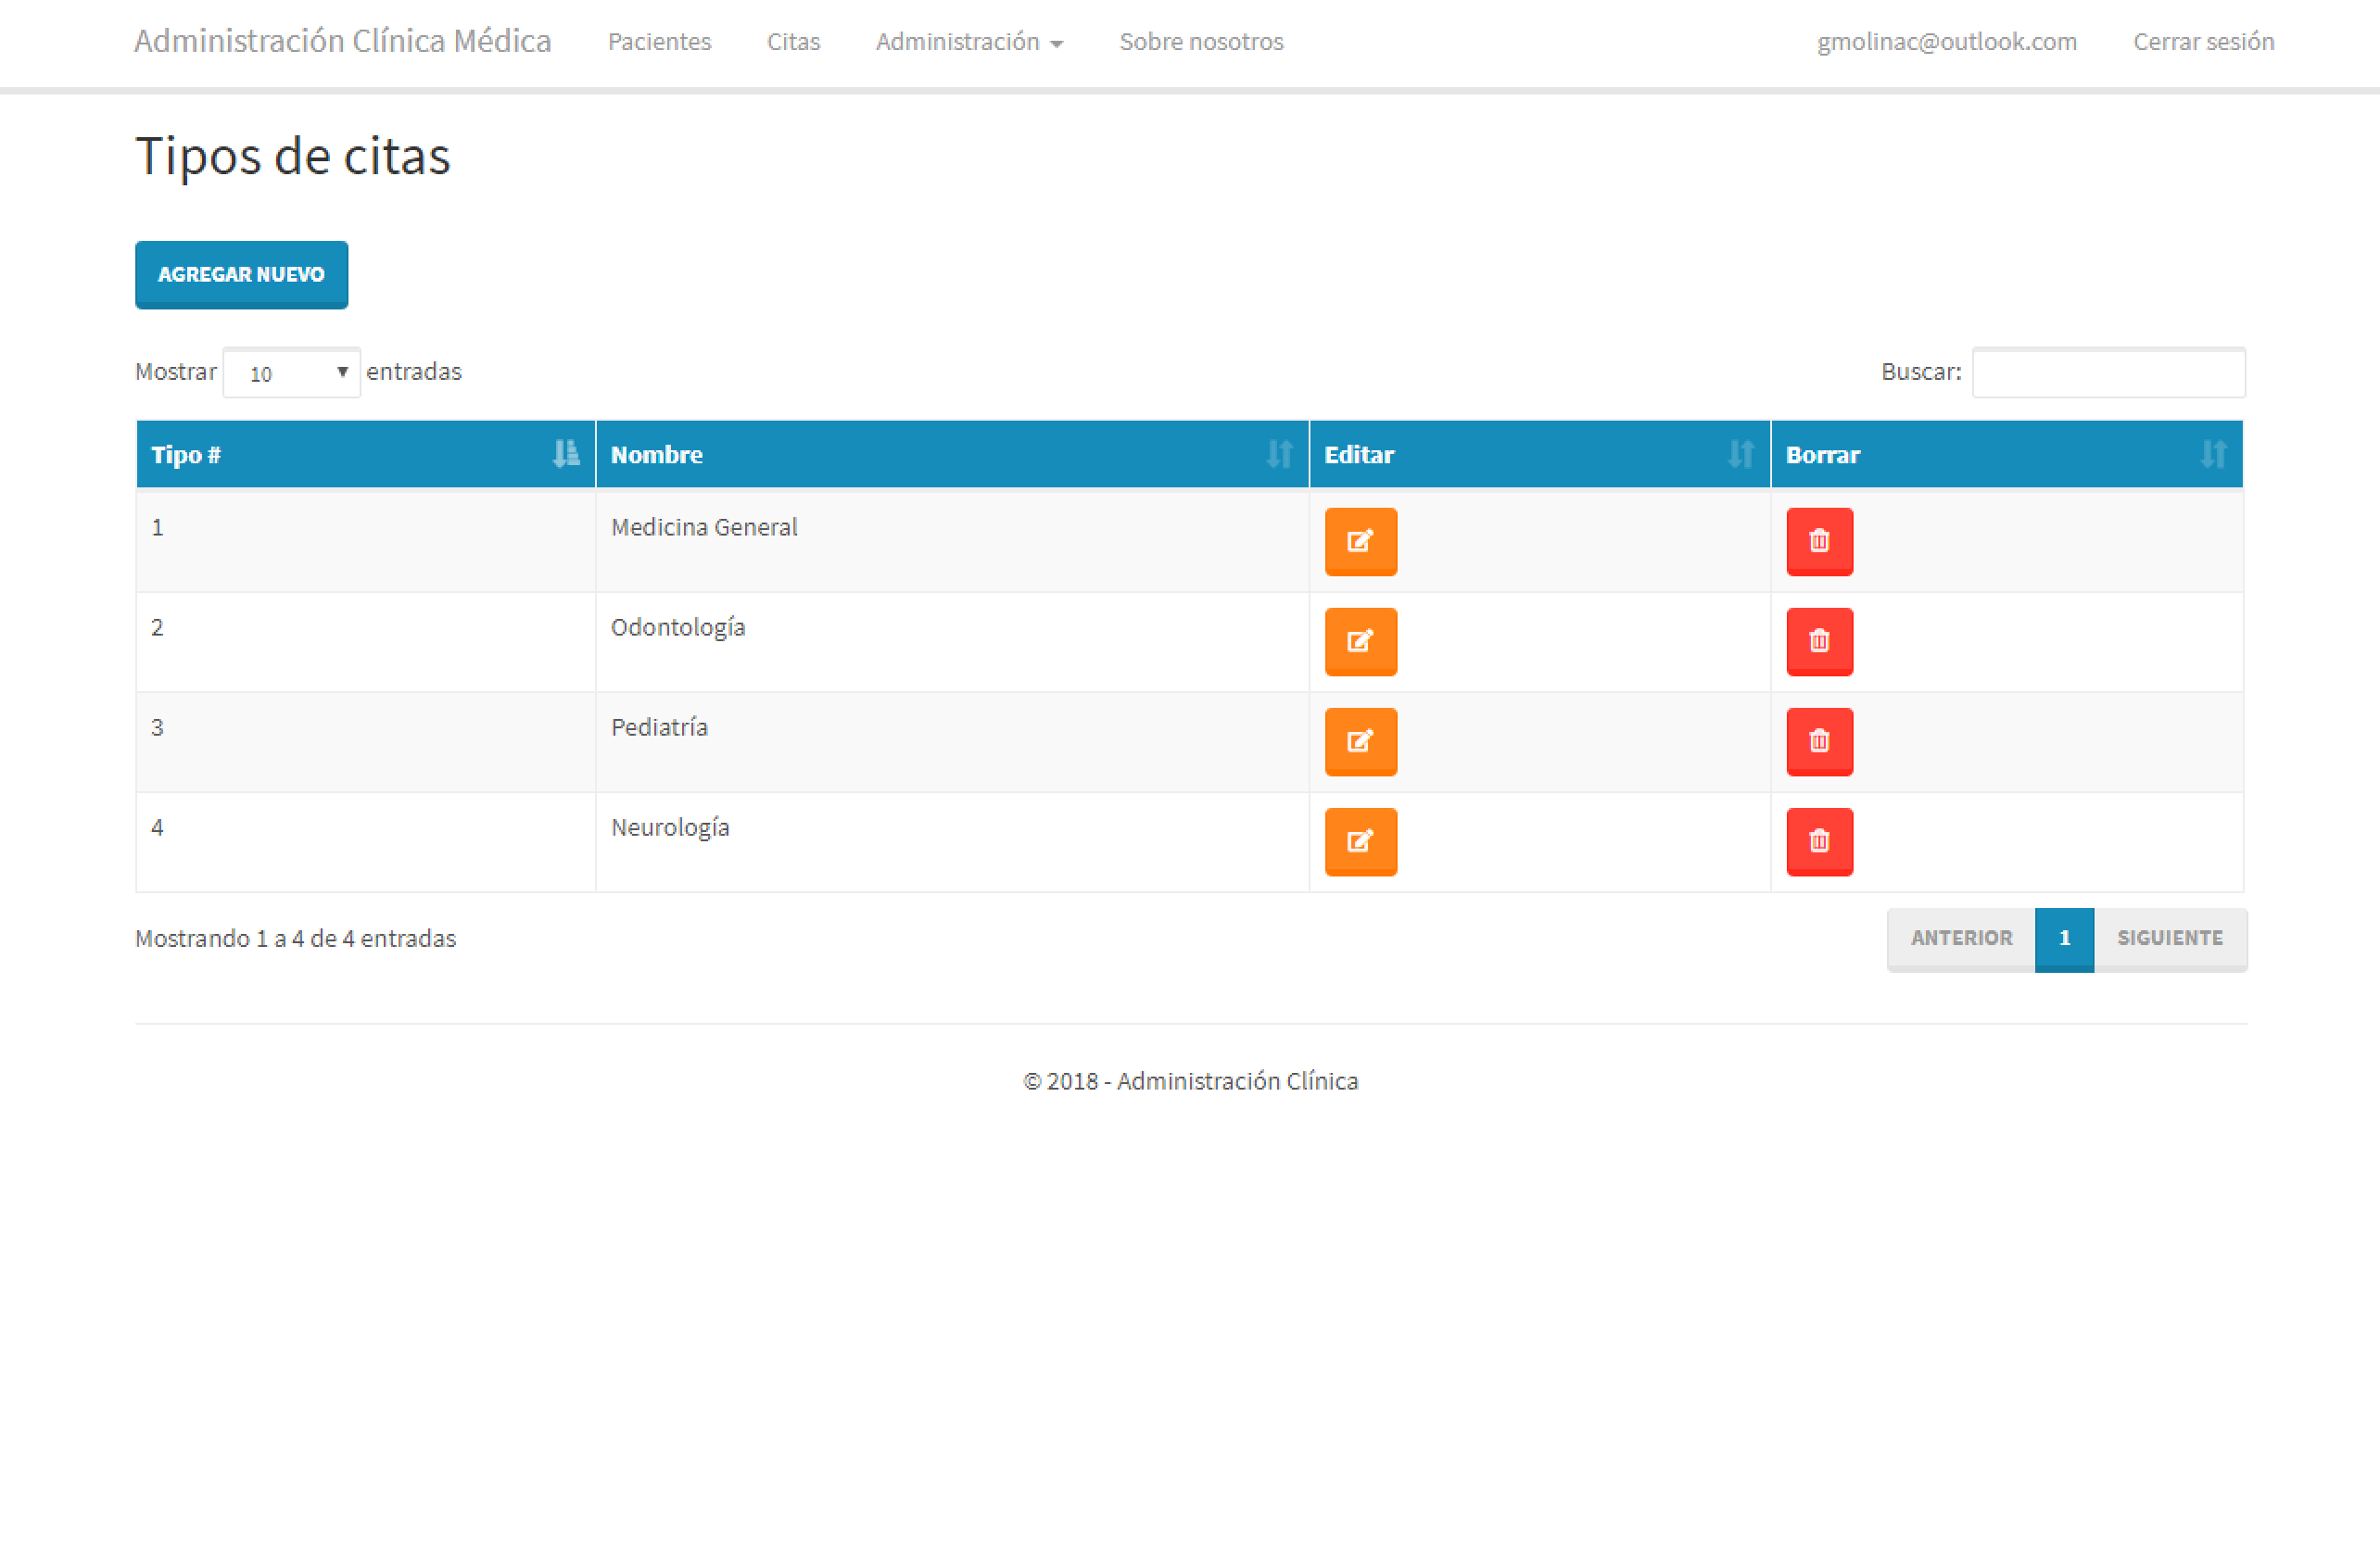 Administración Clínica Médica Pacientes Citas Administración Sobre nosotros gmolinac@outlook.com Cerrar sesión
Tipos de citas
AGREGAR NUEVO
Mostrar 10 entradas Buscar:
Tipo # Nombre Editar Borrar
1 Medicina General
2 Odontología
3 Pediatría
4 Neurología
Mostrando 1 a 4 de 4 entradas ANTERIOR 1 SIGUIENTE
© 2018 - Administración Clínica